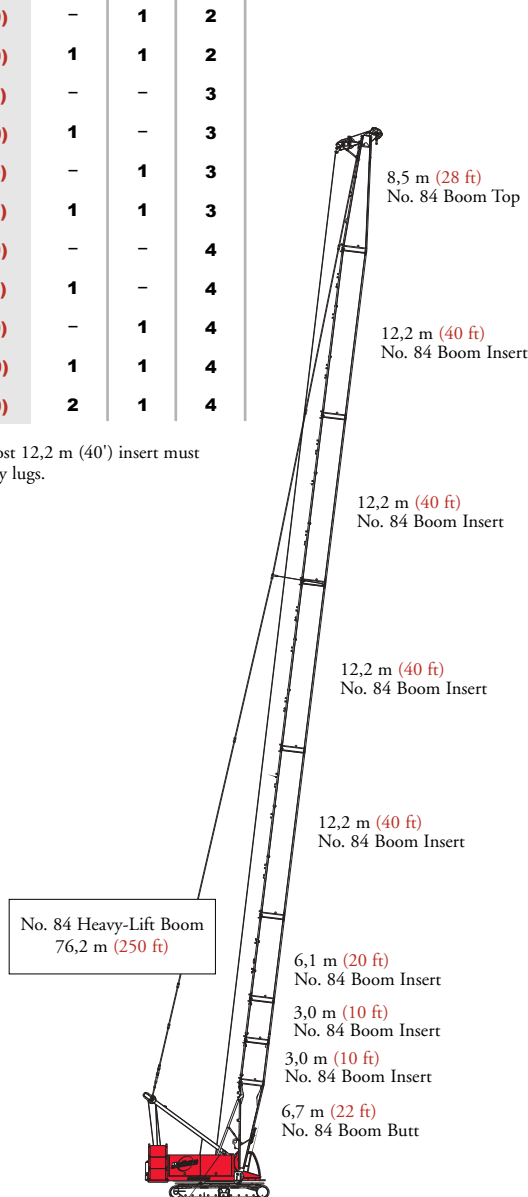 ) – 1 2
) 1 1 2
) – – 3
) 1 – 3
) – 1 3
) 1 1 3
) – – 4
) 1 – 4
) – 1 4
) 1 1 4
) 2 1 4
ost 12,2 m (40') insert must
y lugs.
8,5 m (28 ft)
No. 84 Boom Top
12,2 m (40 ft)
No. 84 Boom Insert
12,2 m (40 ft)
No. 84 Boom Insert
12,2 m (40 ft)
No. 84 Boom Insert
12,2 m (40 ft)
No. 84 Boom Insert
No. 84 Heavy-Lift Boom
76,2 m (250 ft)
6,1 m (20 ft)
No. 84 Boom Insert
3,0 m (10 ft)
No. 84 Boom Insert
3,0 m (10 ft)
No. 84 Boom Insert
6,7 m (22 ft)
No. 84 Boom Butt